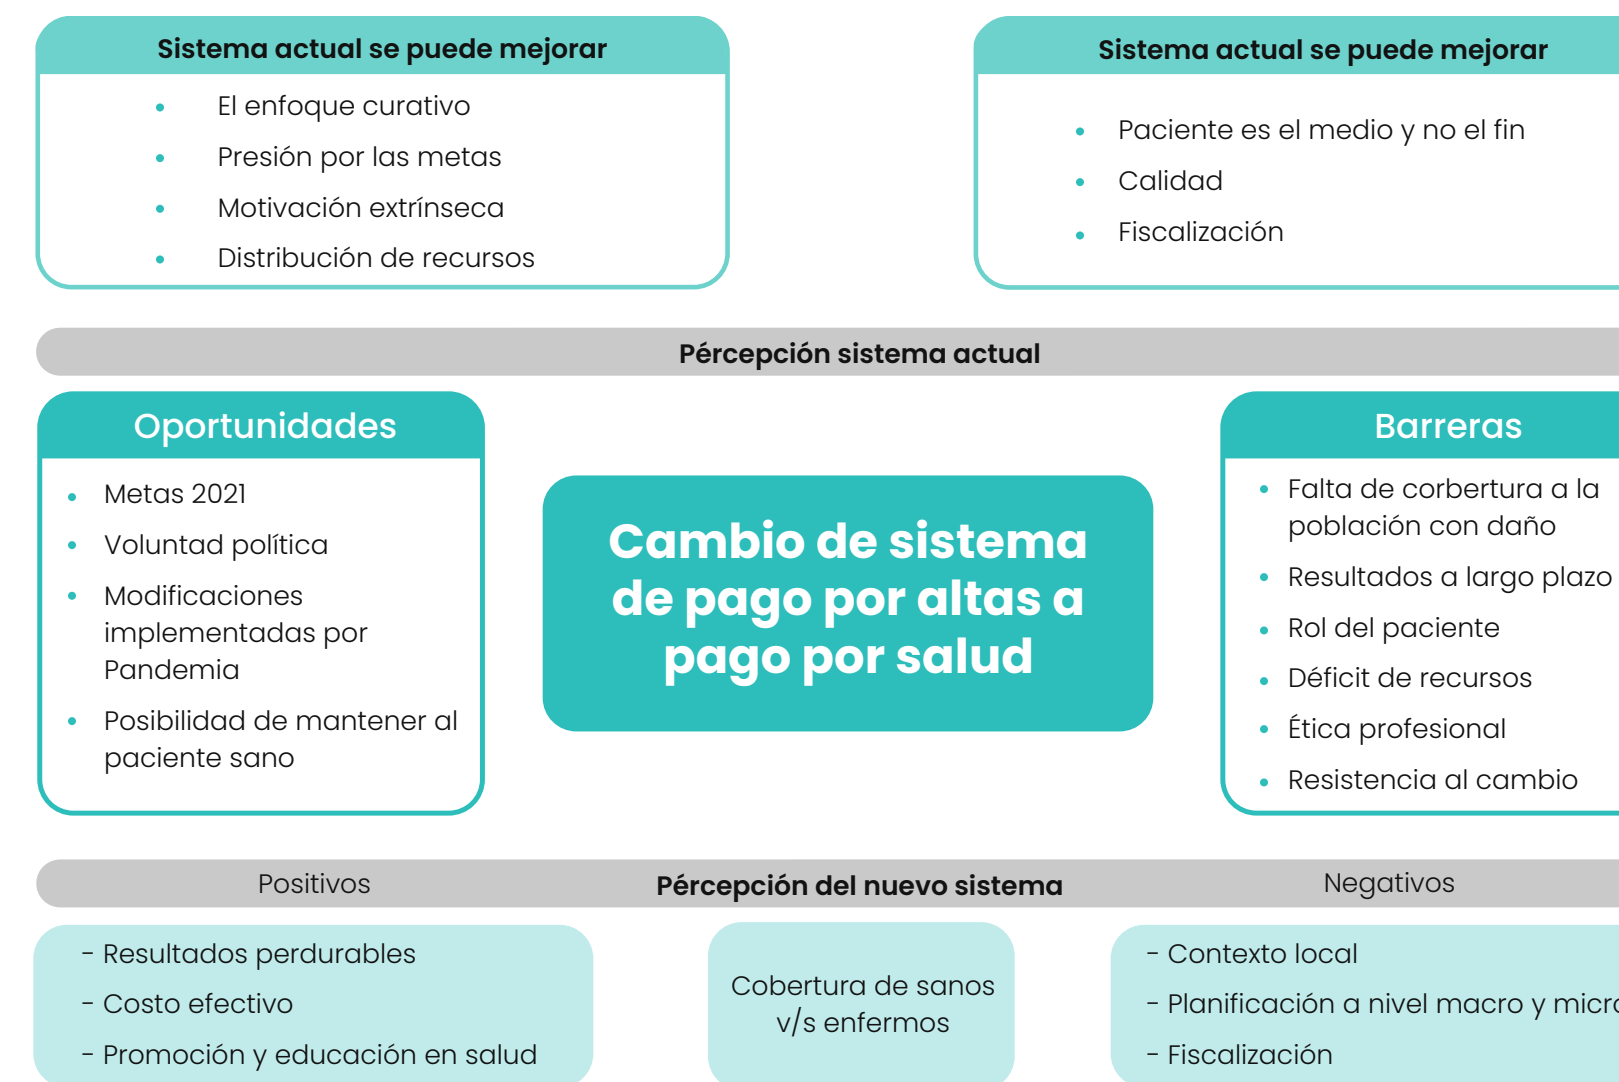 Sistema actual se puede mejorar
• El enfoque curativo
• Presión por las metas
• Motivación extrínseca
• Distribución de recursos
Sistema actual se puede mejorar
• Paciente es el medio y no el fin
• Calidad
• Fiscalización
Pércepción sistema actual
Oportunidades
• Metas 2021
• Voluntad política
• Modificaciones
implementadas por
Pandemia
• Posibilidad de mantener al
paciente sano
Cambio de sistema
de pago por altas a
pago por salud
Barreras
• Falta de corbertura a la
población con daño
• Resultados a largo plazo
• Rol del paciente
• Déficit de recursos
• Ética profesional
• Resistencia al cambio
Positivos
Pércepción del nuevo sistema
Negativos
- Resultados perdurables
- Costo efectivo
- Promoción y educación en salud
Cobertura de sanos
v/s enfermos
- Contexto local
- Planificación a nivel macro y micro
- Fiscalización